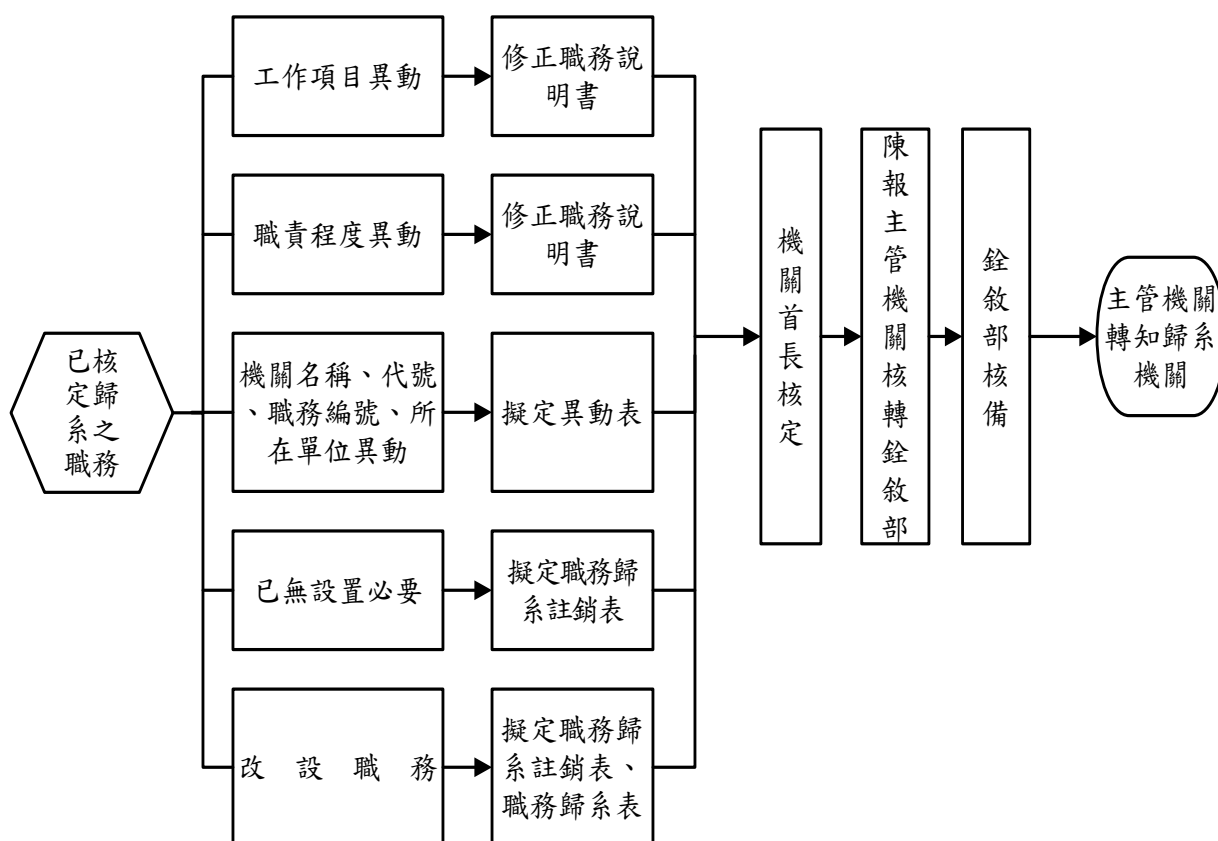 已核
定歸
系之
職務
工作項目異動
修正職務說
明書
職責程度異動
修正職務說
明書
機關名稱、代號
、職務編號、所
在單位異動
擬定異動表
已無設置必要
擬定職務歸
系註銷表
改設職務
擬定職務歸
系註銷表、
職務歸系表
機關首長核定
陳報主管機關核轉銓敘部
銓敘部核備
主管機關
轉知歸系
機關